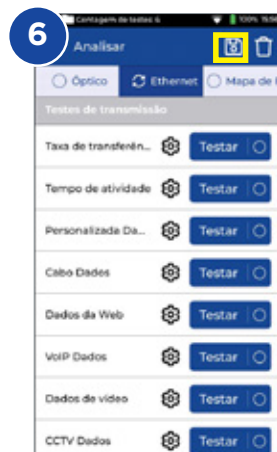 6
Contagem de testes 6
100% 15:56
Analisar
Óptico Ethernet Mapa de
Testes de transmissão
Taxa de transferên... Testar
Tempo de atividade Testar
Personalizada Da... Testar
Cabo Dados Testar
Dados da Web Testar
VoIP Dados Testar
Dados de vídeo Testar
CCTV Dados Testar